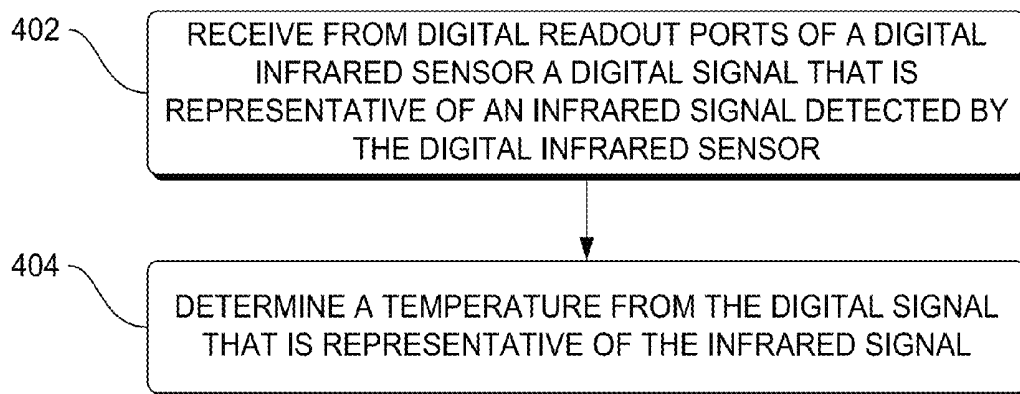 402
RECEIVE FROM DIGITAL READOUT PORTS OF A DIGITAL
INFRARED SENSOR A DIGITAL SIGNAL THAT IS
REPRESENTATIVE OF AN INFRARED SIGNAL DETECTED BY
THE DIGITAL INFRARED SENSOR
404
DETERMINE A TEMPERATURE FROM THE DIGITAL SIGNAL
THAT IS REPRESENTATIVE OF THE INFRARED SIGNAL